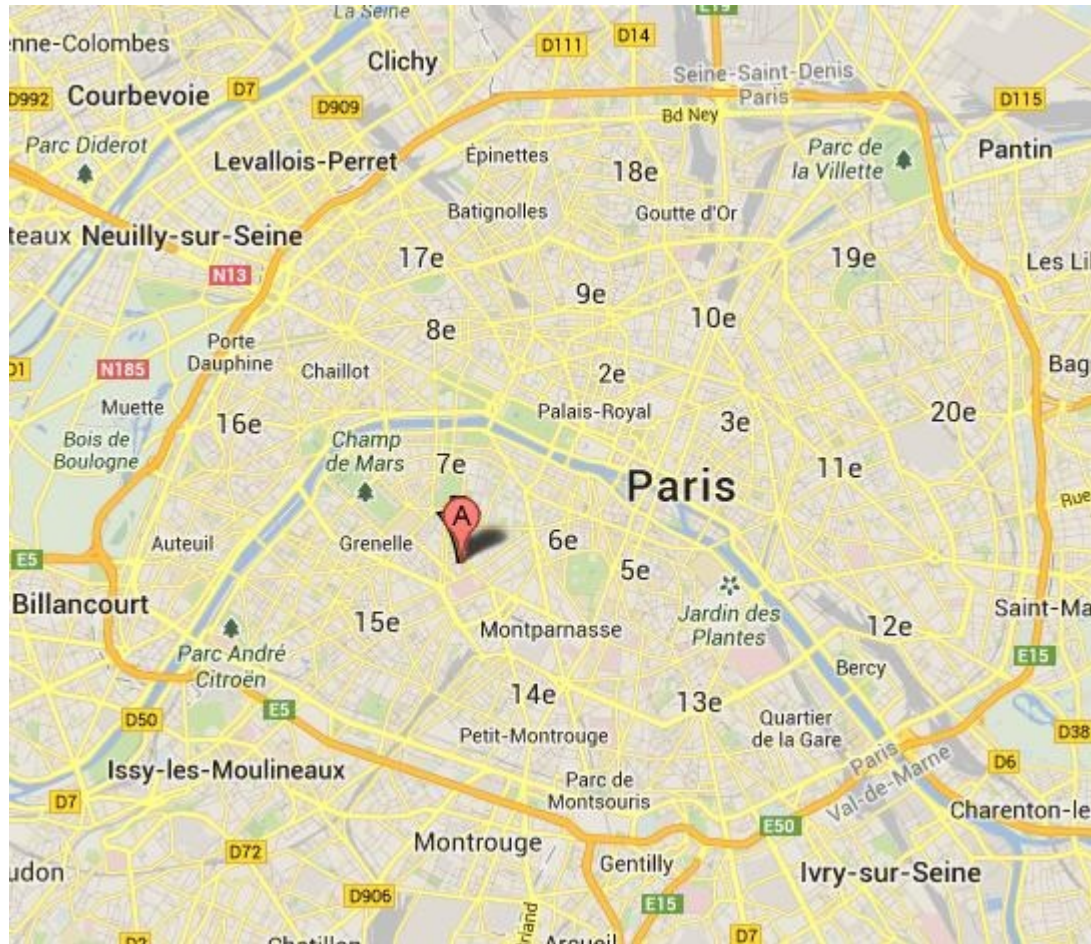 La Seine
E19
enne-Colombes
D111
D14
Clichy
Seine-Saint-Denis
Paris
D992
Courbevoie
D7
D909
D115
Bd Ney
Parc Diderot
Levallois-Perret
Épinettes
18e
Parc de
la Villette
Pantin
Batignolles
Goutte d'Or
teaux
Neuilly-sur-Seine
17e
19e
Les Li
N13
9e
8e
10e
Porte
Dauphine
Chaillot
D1
N185
2e
Bag
Muette
Palais-Royal
16e
3e
20e
Bois de
Boulogne
Champ
de Mars
7e
11e
Paris
Rue
A
E5
Auteuil
Grenelle
6e
5e
Billancourt
15e
Montparnasse
Jardin des
Plantes
12e
Saint-Ma
Parc André
Citroën
Bercy
E15
14e
13e
D50
E5
Petit-Montrouge
Quartier
de la Gare
D38
Issy-les-Moulineaux
Paris
Val-de-Marne
D6
D7
Parc de
Montsouris
Charenton-le
E50
D72
Montrouge
Gentilly
Ivry-sur-Seine
udon
D906
E15
riand
D2
Chatillon
Arcueil
D7